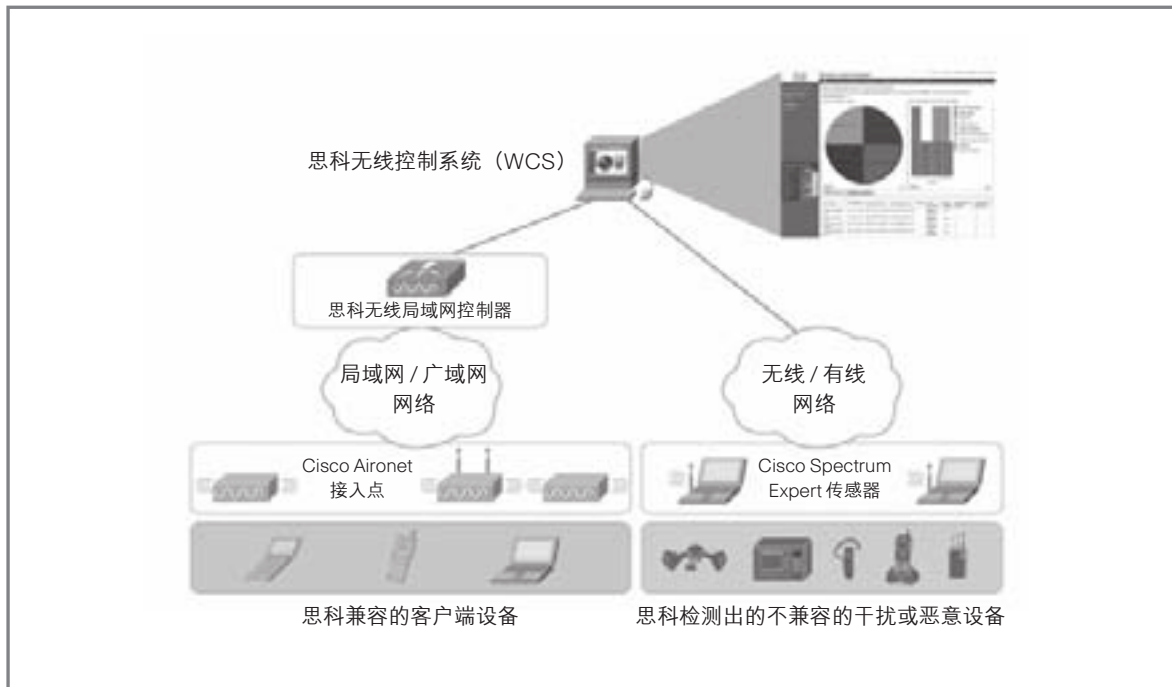 思科无线控制系统（WCS）
思科无线局域网控制器
局域网 / 广域网
网络
无线 / 有线
网络
Cisco Aironet
接入点
Cisco Spectrum
Expert 传感器
思科兼容的客户端设备
思科检测出的不兼容的干扰或恶意设备